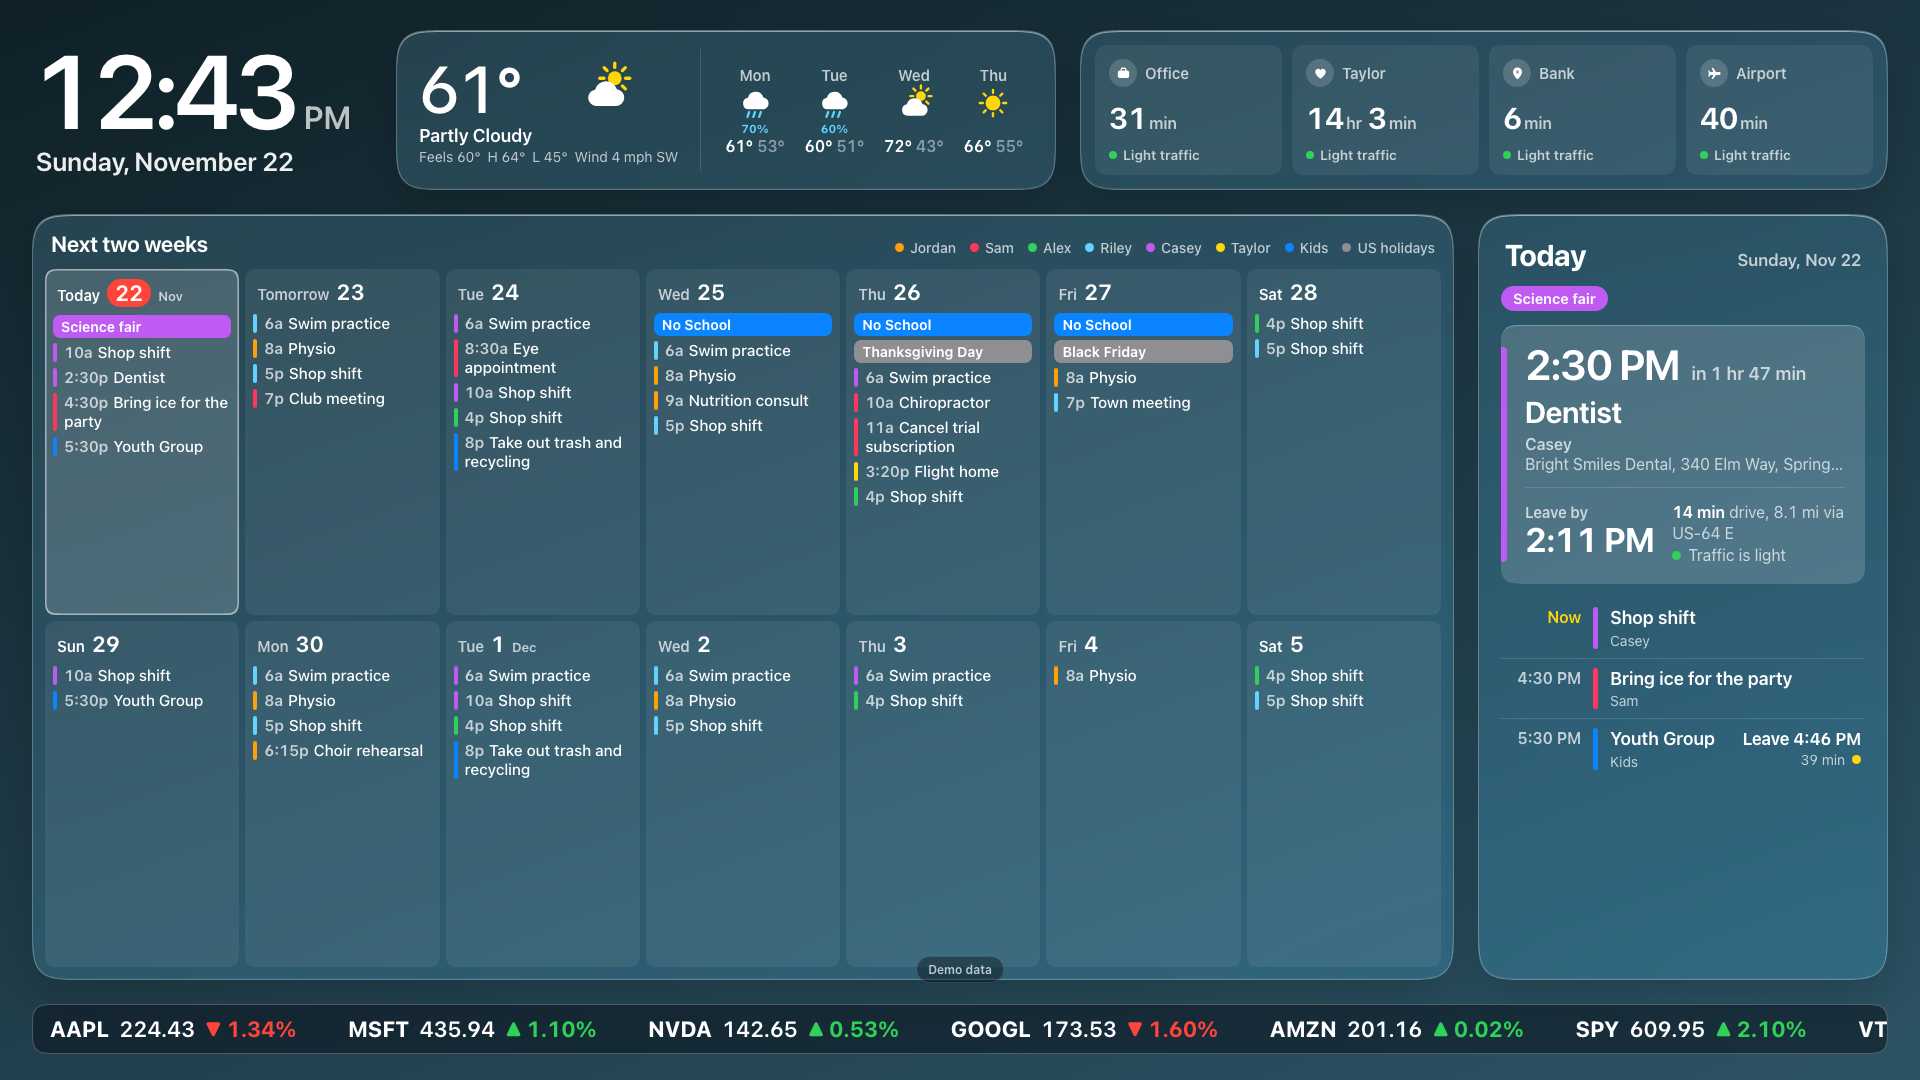 12:43 PM
Sunday, November 22
61°
Partly Cloudy
Feels 60° H 64° L 45° Wind 4 mph SW
Mon
70%
61° 53°
Tue
60%
60° 51°
Wed
72° 43°
Thu
66° 55°
Office
31 min
Light traffic
Taylor
14 hr 3 min
Light traffic
Bank
6 min
Light traffic
Airport
40 min
Light traffic
Next two weeks
Jordan Sam Alex Riley Casey Taylor Kids US holidays
Today 22 Nov
Science fair
10a Shop shift
2:30p Dentist
4:30p Bring ice for the
party
5:30p Youth Group
Tomorrow 23
6a Swim practice
8a Physio
5p Shop shift
7p Club meeting
Tue 24
6a Swim practice
8:30a Eye
appointment
10a Shop shift
4p Shop shift
8p Take out trash and
recycling
Wed 25
No School
6a Swim practice
8a Physio
9a Nutrition consult
5p Shop shift
Thu 26
No School
Thanksgiving Day
6a Swim practice
10a Chiropractor
11a Cancel trial
subscription
3:20p Flight home
4p Shop shift
Fri 27
No School
Black Friday
8a Physio
7p Town meeting
Sat 28
4p Shop shift
5p Shop shift
Sun 29
10a Shop shift
5:30p Youth Group
Mon 30
6a Swim practice
8a Physio
5p Shop shift
6:15p Choir rehearsal
Tue 1 Dec
6a Swim practice
10a Shop shift
4p Shop shift
8p Take out trash and
recycling
Wed 2
6a Swim practice
8a Physio
5p Shop shift
Thu 3
6a Swim practice
4p Shop shift
Fri 4
8a Physio
Sat 5
4p Shop shift
5p Shop shift
Demo data
Today
Sunday, Nov 22
Science fair
2:30 PM in 1 hr 47 min
Dentist
Casey
Bright Smiles Dental, 340 Elm Way, Spring...
Leave by
2:11 PM
14 min drive, 8.1 mi via
US-64 E
Traffic is light
Now
Shop shift
Casey
4:30 PM
Bring ice for the party
Sam
5:30 PM
Youth Group
Kids
Leave 4:46 PM
39 min
AAPL 224.43 ▼ 1.34% MSFT 435.94 ▲ 1.10% NVDA 142.65 ▲ 0.53% GOOGL 173.53 ▼ 1.60% AMZN 201.16 ▲ 0.02% SPY 609.95 ▲ 2.10% VT